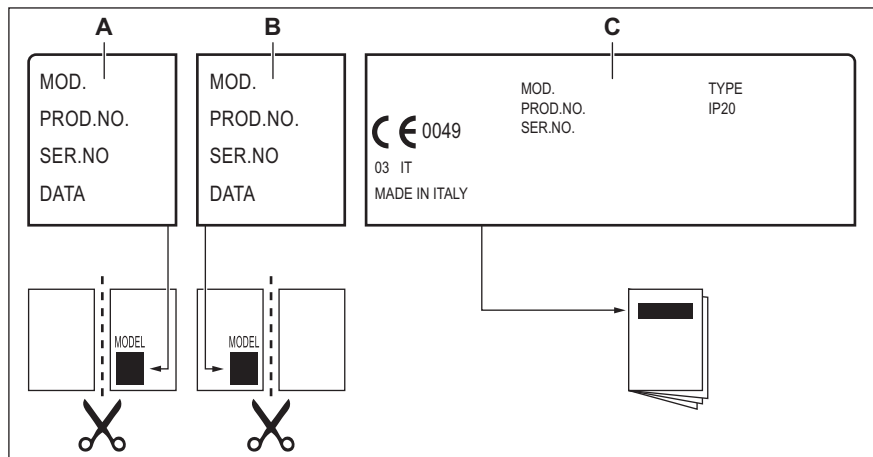 A
B
C
MOD.
PROD.NO.
SER.NO
DATA
MOD.
PROD.NO.
SER.NO
DATA
MOD.
PROD.NO.
SER.NO.
TYPE
IP20
CE 0049
03 IT
MADE IN ITALY
MODEL
MODEL